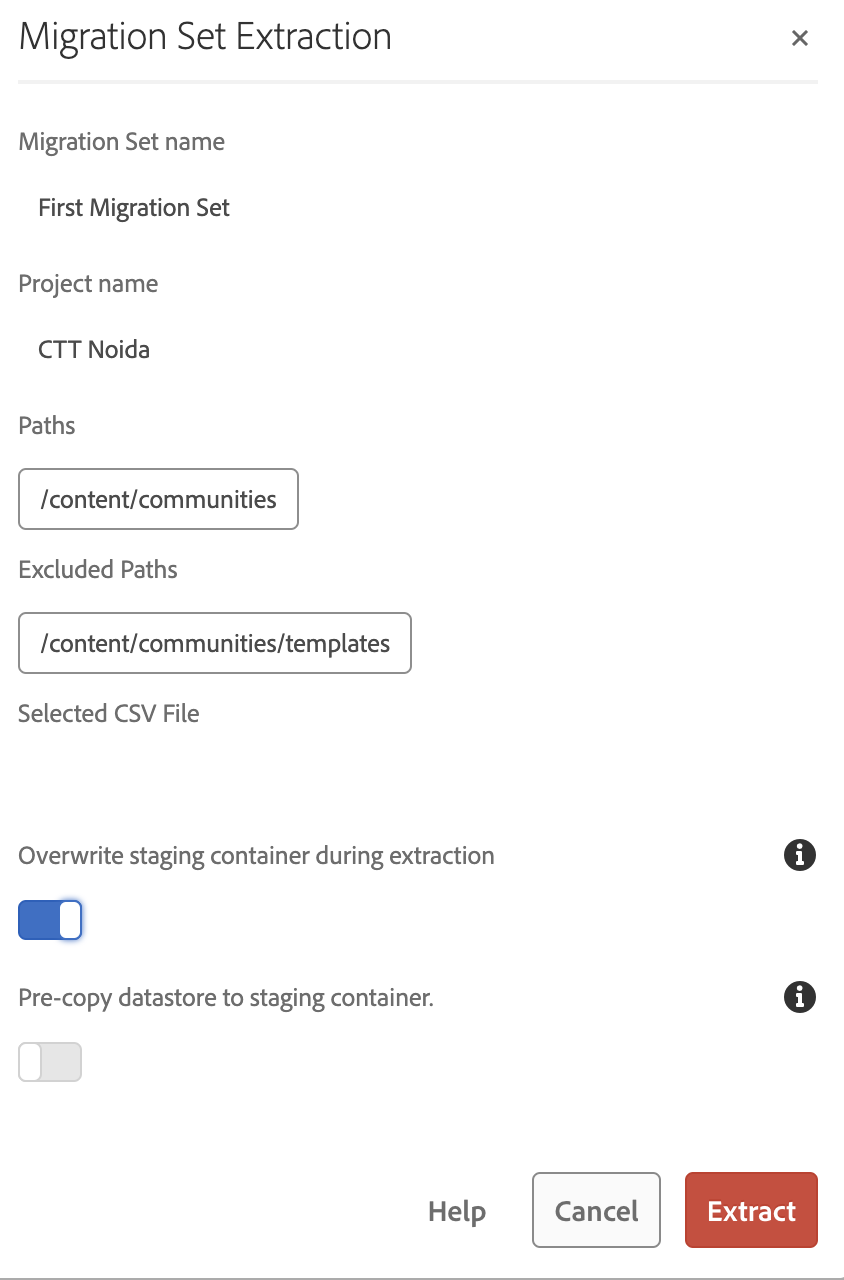 Migration Set Extraction
Migration Set name
First Migration Set
Project name
CTT Noida
Paths
/content/communities
Excluded Paths
/content/communities/templates
Selected CSV File
Overwrite staging container during extraction
Pre-copy datastore to staging container.
Help Cancel Extract